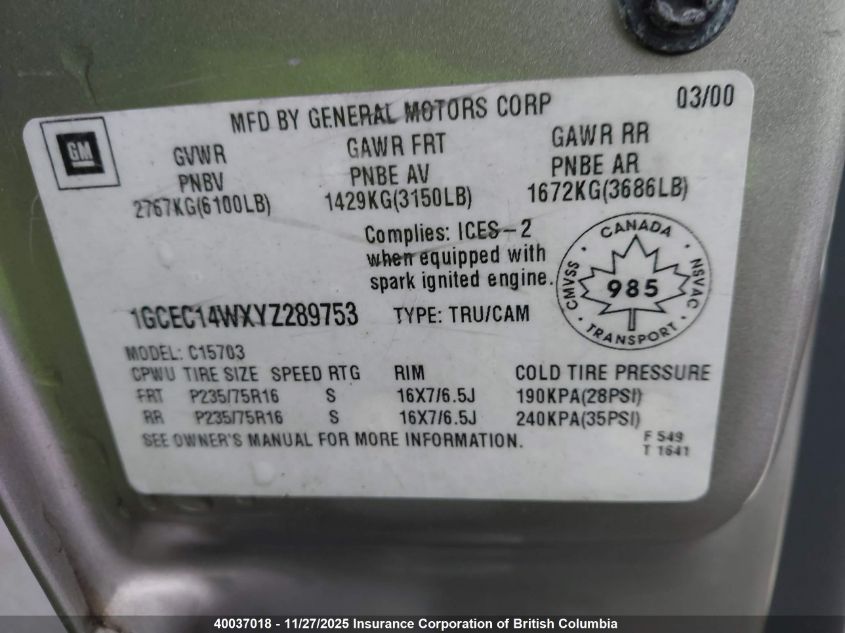 MFD BY GENERAL MOTORS CORP 03/00
GM
GVWR GAWR FRT GAWR RR
PNBV PNBE AV PNBE AR
2767KG(6100LB) 1429KG(3150LB) 1672KG(3686LB)
Complies: ICES-2
when equipped with
spark ignited engine.
CANADA
CMVSS 985 NSVAC
TRANSPORT
1GCEC14WXYZ289753 TYPE: TRU/CAM
MODEL: C15703
CPWU TIRE SIZE SPEED RTG RIM COLD TIRE PRESSURE
FRT P235/75R16 S 16X7/6.5J 190KPA(28PSI)
RR P235/75R16 S 16X7/6.5J 240KPA(35PSI)
SEE OWNER'S MANUAL FOR MORE INFORMATION.
F 549
T 1641
40037018 - 11/27/2025 Insurance Corporation of British Columbia